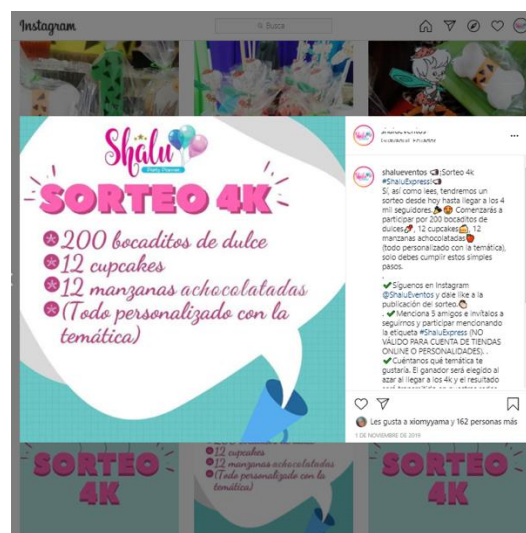 Instagram
Busca
Shalu
Party Planner
SORTEO 4K
200 bocaditos de dulce
12 cupcakes
12 manzanas achocolatadas
(Todo personalizado con la
temática)
shalueventos
shalueventos Sorteo 4k
#ShaluExpress!
Sí, así como lees, tendremos un
sorteo desde hoy hasta llegar a los 4
mil seguidores. Comenzarás a
participar por 200 bocaditos de
dulces, 12 cupcakes, 12
manzanas achocolatadas
(todo personalizado con la temática),
solo debes cumplir estos simples
pasos.
.
Síguenos en Instagram
@ShaluEventos y dale like a la
publicación del sorteo.
. Menciona 5 amigos e invítalos a
seguirnos y participar mencionando
la etiqueta #ShaluExpress (NO
VÁLIDO PARA CUENTA DE TIENDAS
ONLINE O PERSONALIDADES). .
Cuéntanos qué temática te
gustaría. El ganador será elegido al
azar al llegar a los 4k y el resultado
Les gusta a xiomyyama y 162 personas más
1 DE NOVIEMBRE DE 2019
SORTEO
4K
200 bocaditos de dulce
12 cupcakes
12 manzanas achocolatadas
(Todo personalizado con la
temática)
SORTEO
4K